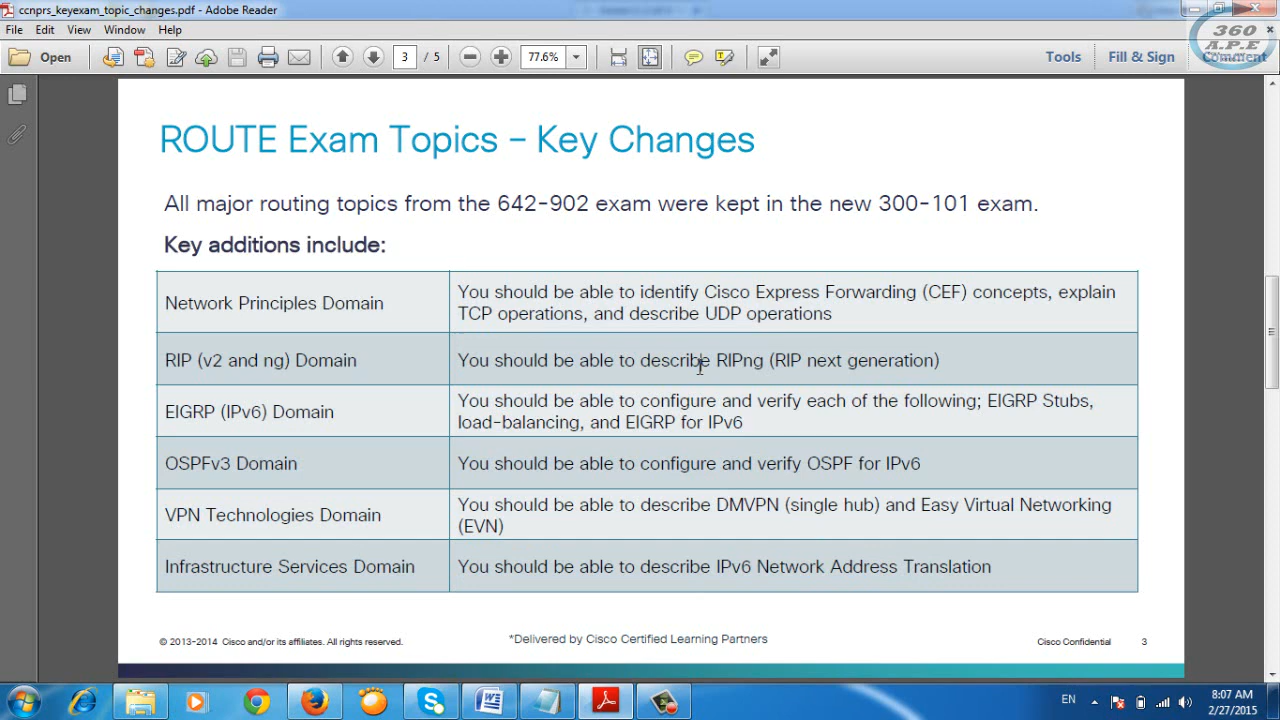 ccnprs_keyexam_topic_changes.pdf - Adobe Reader
File Edit View Window Help
360
A.P.E
Open 3 / 5 77.6% Tools Fill & Sign Comment
ROUTE Exam Topics – Key Changes
All major routing topics from the 642-902 exam were kept in the new 300-101 exam.
Key additions include:
Network Principles Domain
You should be able to identify Cisco Express Forwarding (CEF) concepts, explain
TCP operations, and describe UDP operations
RIP (v2 and ng) Domain
You should be able to describe RIPng (RIP next generation)
EIGRP (IPv6) Domain
You should be able to configure and verify each of the following; EIGRP Stubs,
load-balancing, and EIGRP for IPv6
OSPFv3 Domain
You should be able to configure and verify OSPF for IPv6
VPN Technologies Domain
You should be able to describe DMVPN (single hub) and Easy Virtual Networking
(EVN)
Infrastructure Services Domain
You should be able to describe IPv6 Network Address Translation
© 2013-2014 Cisco and/or its affiliates. All rights reserved.
*Delivered by Cisco Certified Learning Partners
Cisco Confidential 3
EN
8:07 AM
2/27/2015